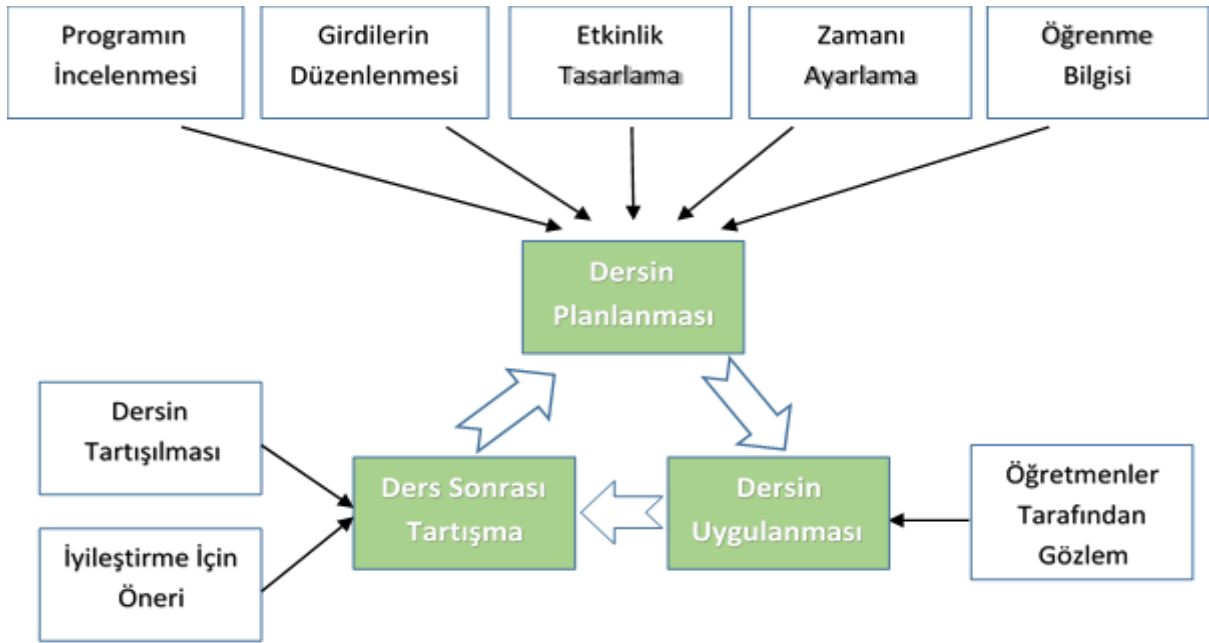 Programın
İncelenmesi
Girdilerin
Düzenlenmesi
Etkinlik
Tasarlama
Zamanı
Ayarlama
Öğrenme
Bilgisi
Dersin
Planlanması
Dersin
Tartışılması
İyileştirme İçin
Öneri
Ders Sonrası
Tartışma
Dersin
Uygulanması
Öğretmenler
Tarafından
Gözlem